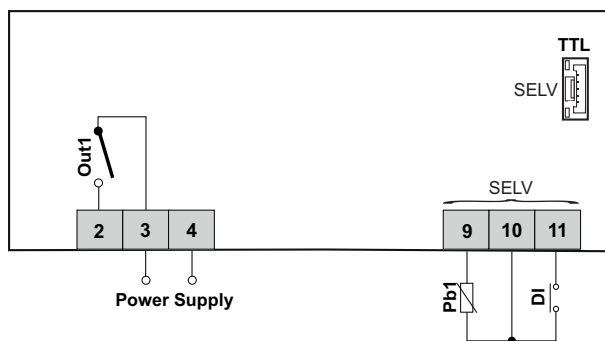 TTL
SELV
Out1
SELV
2 3 4
9 10 11
Power Supply
Pb1
DI